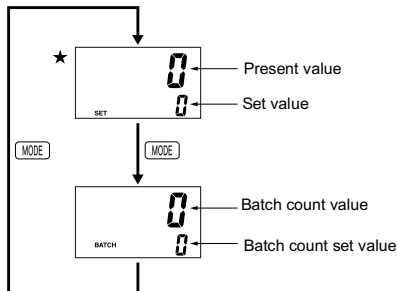 ★
0
Present value
0
Set value
SET
MODE
MODE
0
Batch count value
BATCH
0
Batch count set value